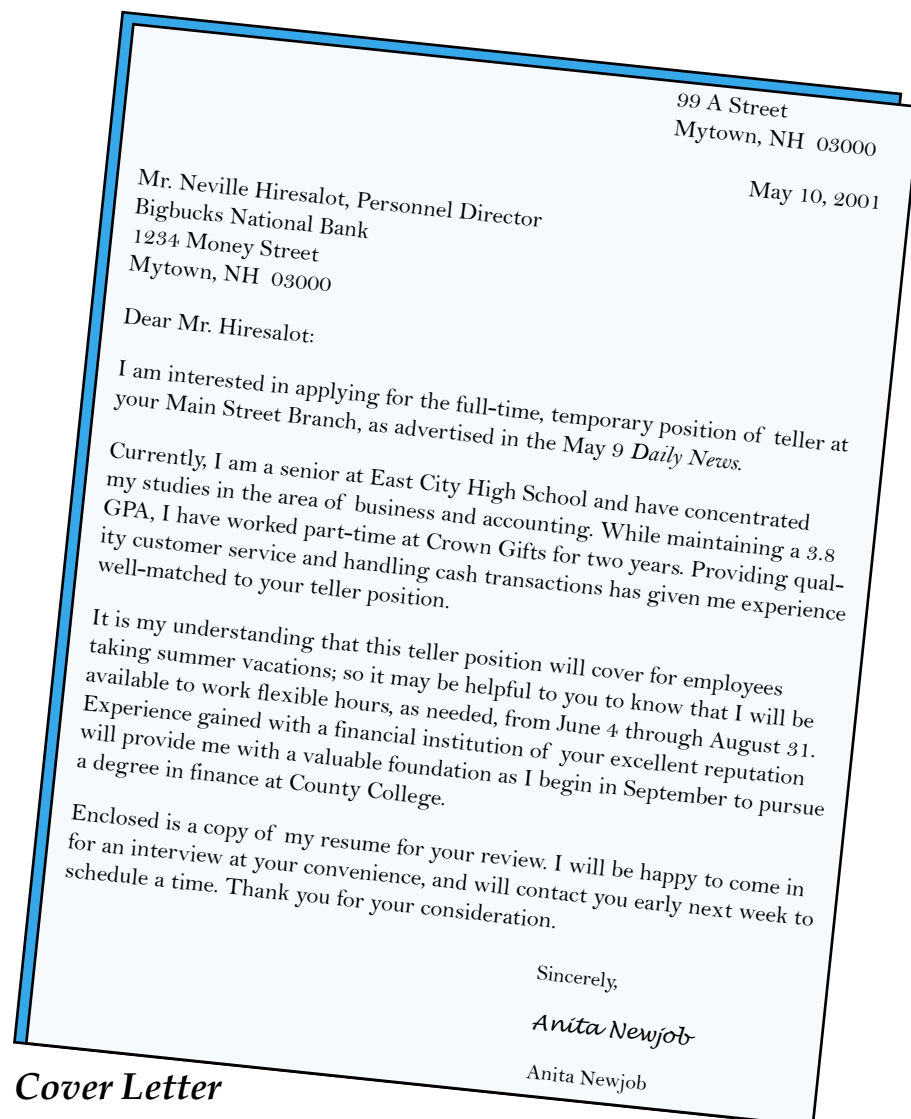 99 A Street
Mytown, NH  03000
May 10, 2001
Mr. Neville Hiresalot, Personnel Director
Bigbucks National Bank
1234 Money Street
Mytown, NH  03000
Dear Mr. Hiresalot:
I am interested in applying for the full-time, temporary position of teller at
your Main Street Branch, as advertised in the May 9 Daily News.
Currently, I am a senior at East City High School and have concentrated
my studies in the area of business and accounting. While maintaining a 3.8
GPA, I have worked part-time at Crown Gifts for two years. Providing qual-
ity customer service and handling cash transactions has given me experience
well-matched to your teller position.
It is my understanding that this teller position will cover for employees
taking summer vacations; so it may be helpful to you to know that I will be
available to work flexible hours, as needed, from June 4 through August 31.
Experience gained with a financial institution of your excellent reputation
will provide me with a valuable foundation as I begin in September to pursue
a degree in finance at County College.
Enclosed is a copy of my resume for your review. I will be happy to come in
for an interview at your convenience, and will contact you early next week to
schedule a time. Thank you for your consideration.
Sincerely,
Anita Newjob
Anita Newjob
Cover Letter